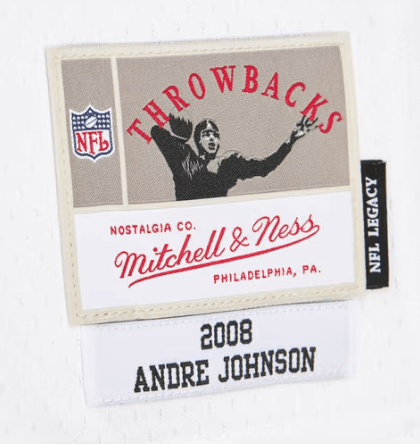 THROWBACKS
NFL
NOSTALGIA CO.
Mitchell & Ness
PHILADELPHIA, PA.
NFL LEGACY
2008
ANDRE JOHNSON